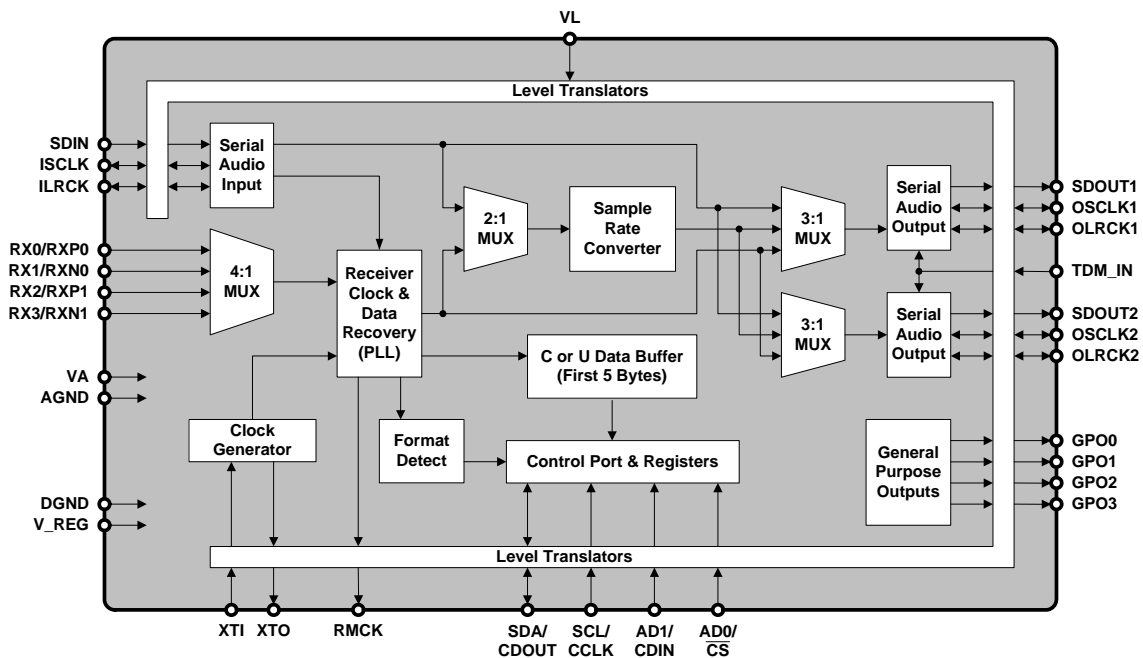 VL
Level Translators
SDIN
ISCLK
ILRCK
Serial
Audio
Input
2:1
MUX
Sample
Rate
Converter
3:1
MUX
Serial
Audio
Output
SDOUT1
OSCLK1
OLRCK1
RX0/RXP0
RX1/RXN0
RX2/RXP1
RX3/RXN1
4:1
MUX
Receiver
Clock &
Data
Recovery
(PLL)
TDM_IN
3:1
MUX
Serial
Audio
Output
SDOUT2
OSCLK2
OLRCK2
C or U Data Buffer
(First 5 Bytes)
VA
AGND
Clock
Generator
Format
Detect
Control Port & Registers
General
Purpose
Outputs
GPO0
GPO1
GPO2
GPO3
DGND
V_REG
Level Translators
XTI
XTO
RMCK
SDA/
CDOUT
SCL/
CCLK
AD1/
CDIN
AD0/
CS